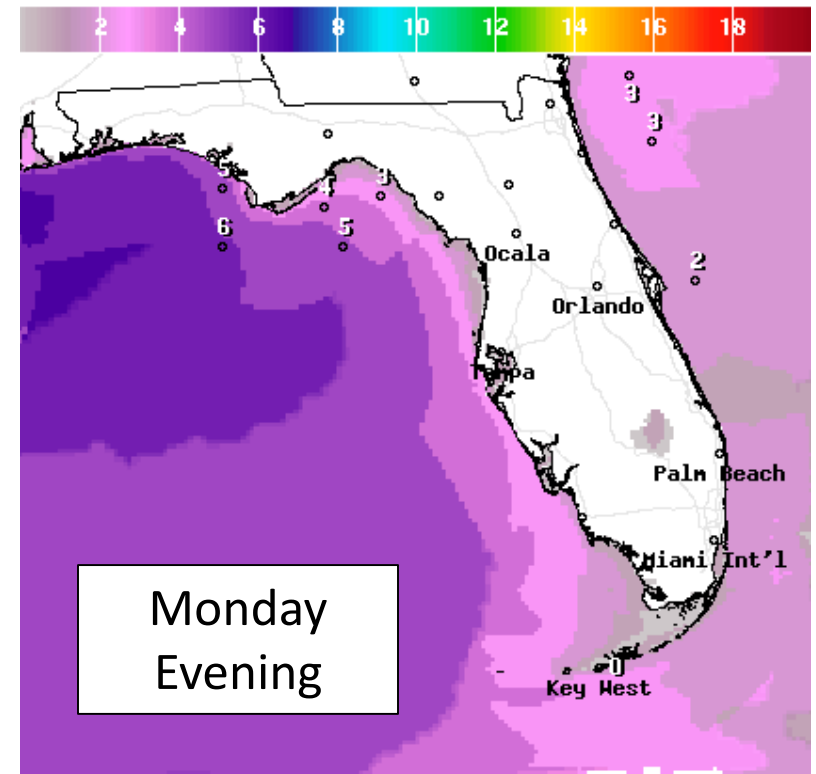 2 4 6 8 10 12 14 16 18
3
3
5
4
3
6
5
Ocala
2
Orlando
Tampa
Palm Beach
Miami Int'l
0
Key West
Monday
Evening